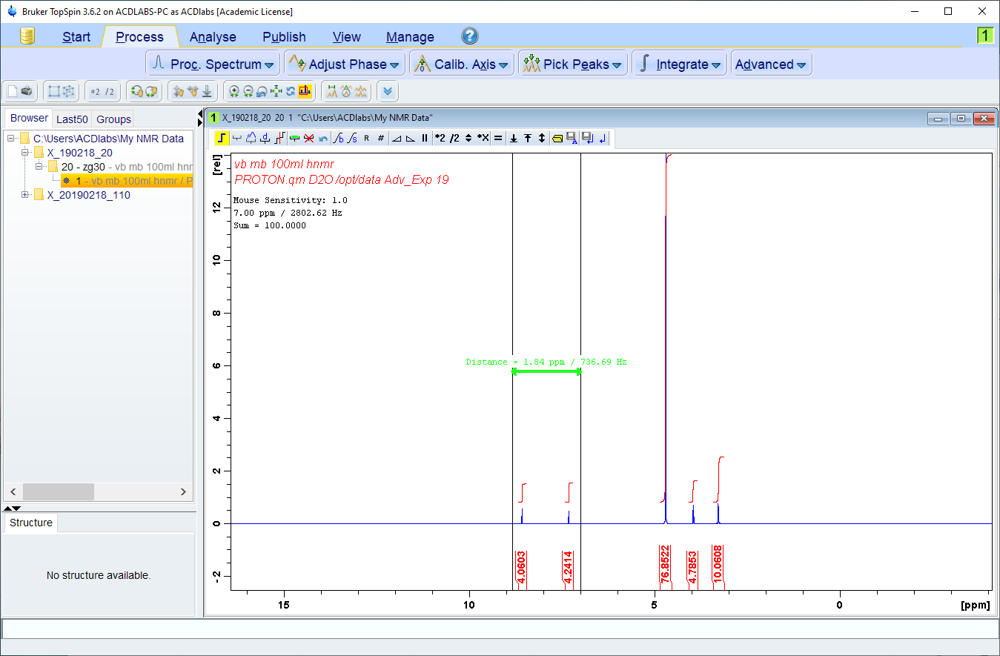 Bruker TopSpin 3.6.2 on ACDLABS-PC as ACDlabs [Academic License]
Start Process Analyse Publish View Manage ? 1
Proc. Spectrum Adjust Phase Calib. Axis Pick Peaks Integrate Advanced
*2 /2
Browser Last50 Groups
C:\Users\ACDlabs\My NMR Data
X_190218_20
20 - zg30 - vb mb 100ml hnr
1 - vb mb 100ml hnmr / P
X_20190218_110
Structure
No structure available.
1 X_190218_20 20 1 "C:\Users\ACDlabs\My NMR Data"
R # *2 /2 *X =
vb mb 100ml hnmr
PROTON.qm D2O /opt/data Adv_Exp 19
Mouse Sensitivity: 1.0
7.00 ppm / 2802.62 Hz
Sum = 100.0000
[rel]
12
10
8
6
4
2
0
-2
Distance = 1.84 ppm / 736.69 Hz
4.0603 4.2414 76.8522 4.7853 10.0608
15 10 5 0 [ppm]